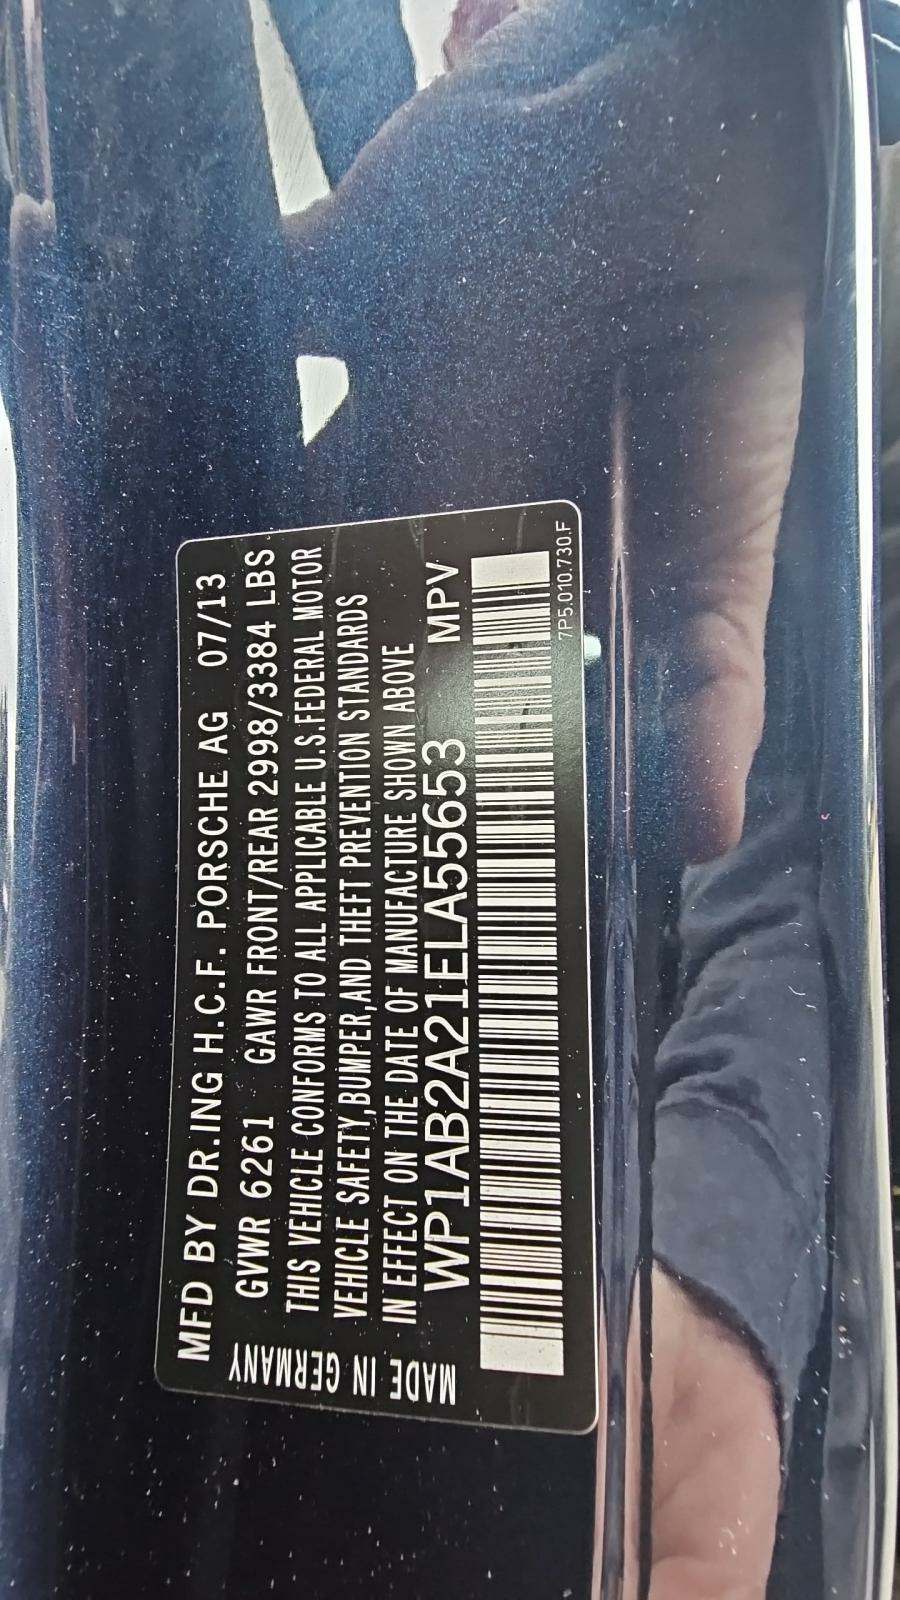 MFD BY DR.ING H.C.F. PORSCHE AG 07/13
GVWR 6261 GAWR FRONT/REAR 2998/3384 LBS
THIS VEHICLE CONFORMS TO ALL APPLICABLE U.S.FEDERAL MOTOR
VEHICLE SAFETY,BUMPER,AND THEFT PREVENTION STANDARDS
IN EFFECT ON THE DATE OF MANUFACTURE SHOWN ABOVE
WP1AB2A21ELA55653 MPV
MADE IN GERMANY
7P5.010.730.F